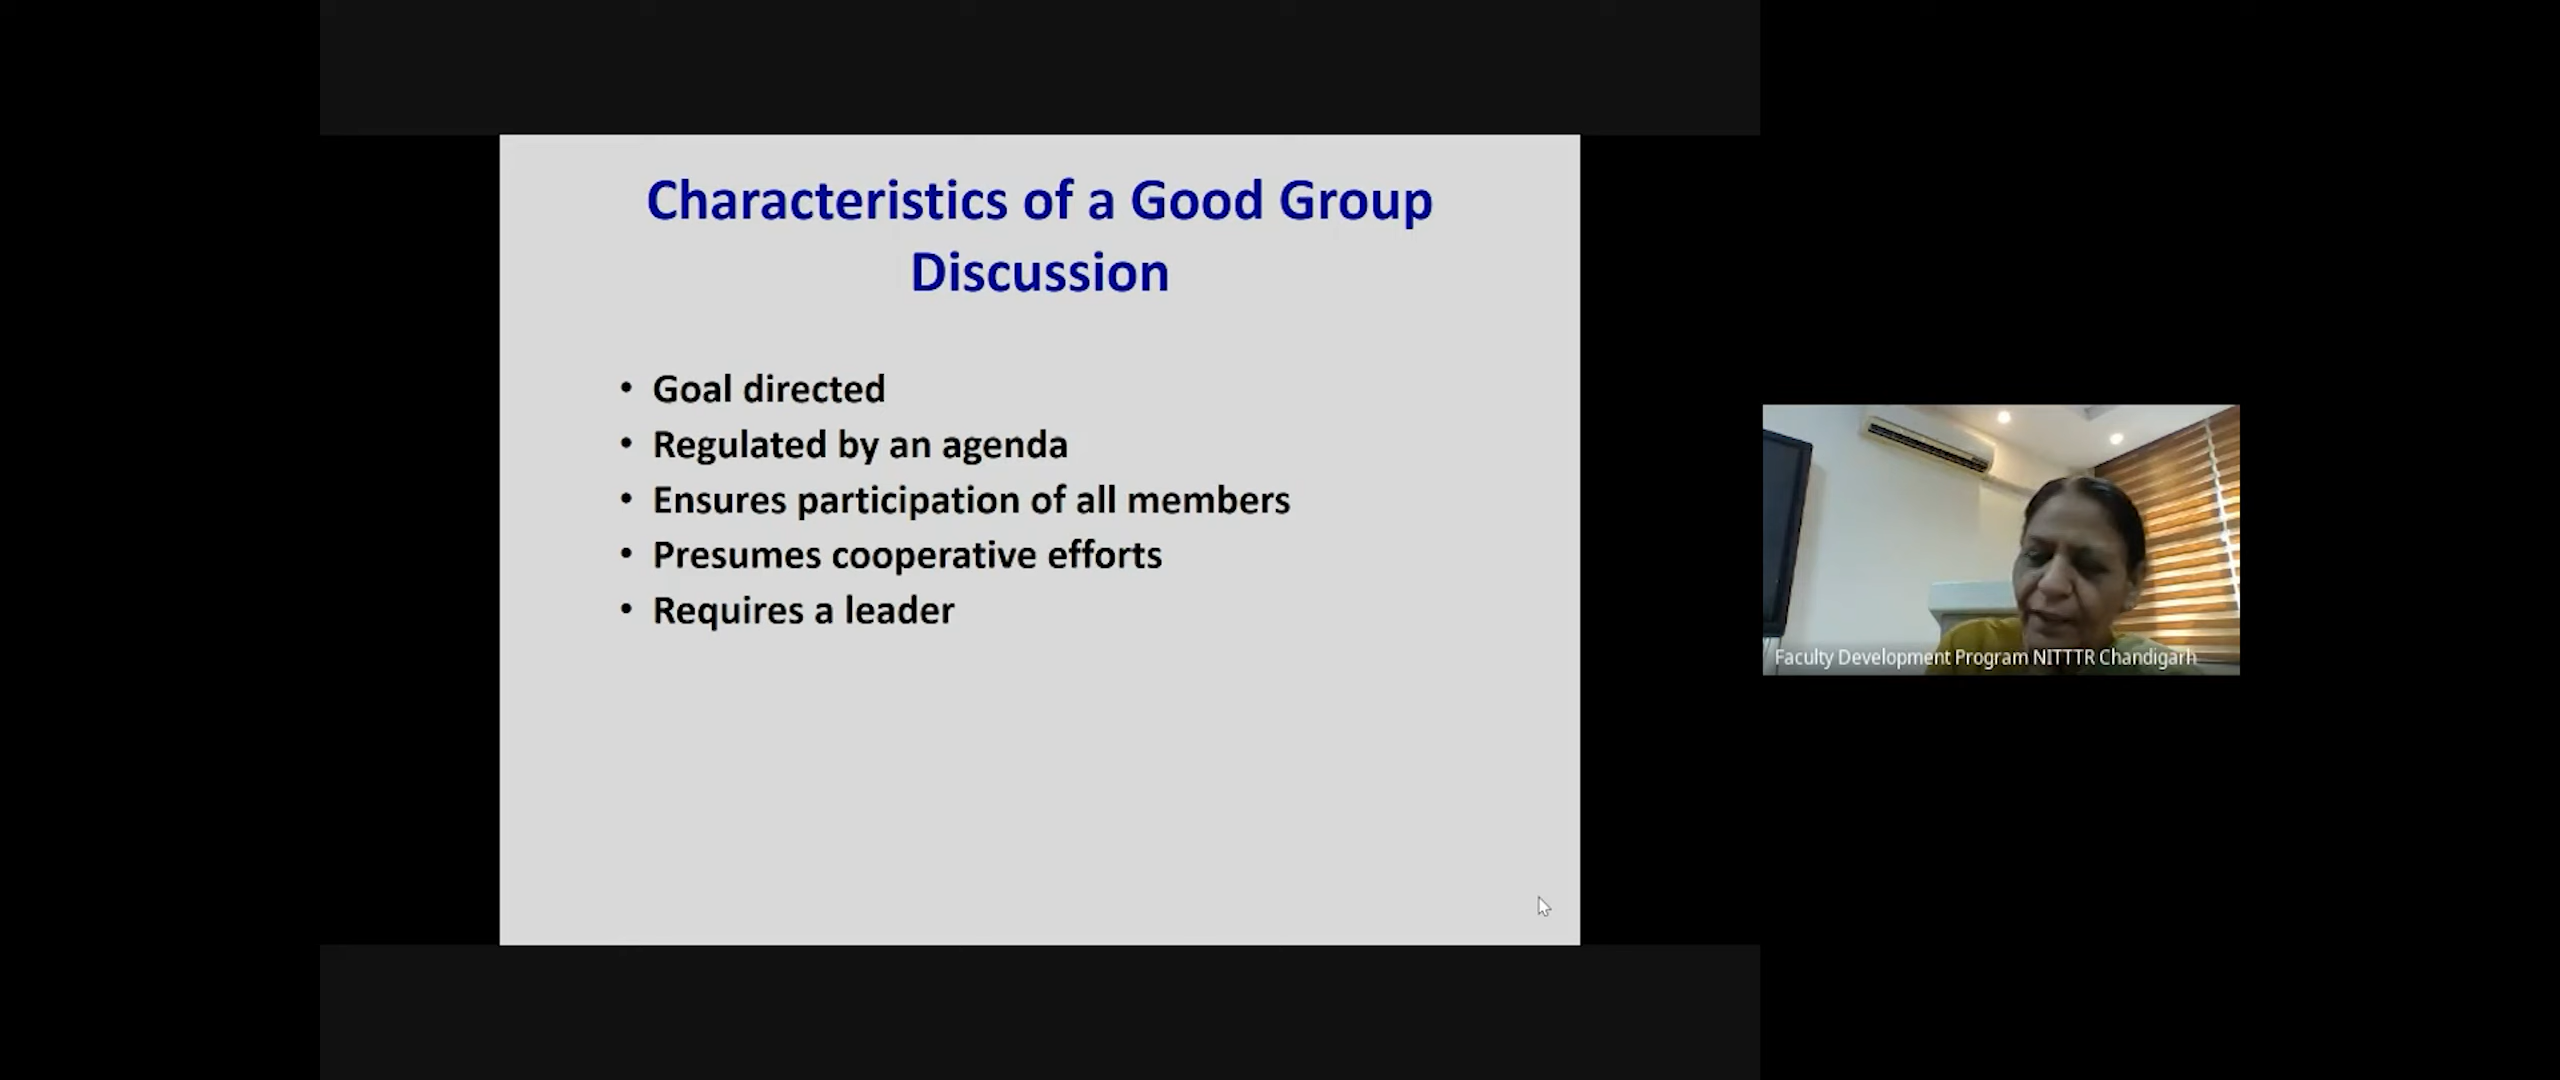 Characteristics of a Good Group
Discussion
• Goal directed
• Regulated by an agenda
• Ensures participation of all members
• Presumes cooperative efforts
• Requires a leader
Faculty Development Program NITTTR Chandigarh